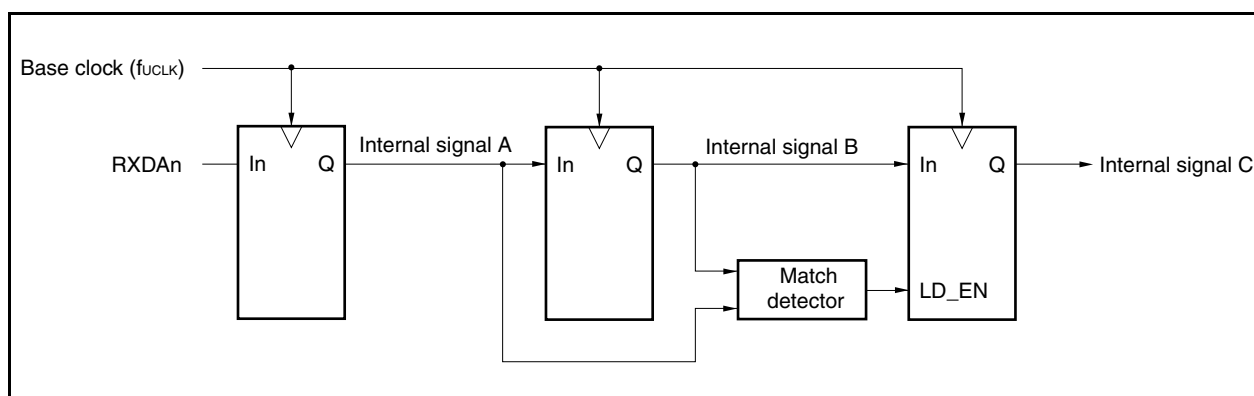 Base clock (fUCLK)
RXDAn
In
Q
Internal signal A
In
Q
Internal signal B
In
Q
Internal signal C
Match
detector
LD_EN